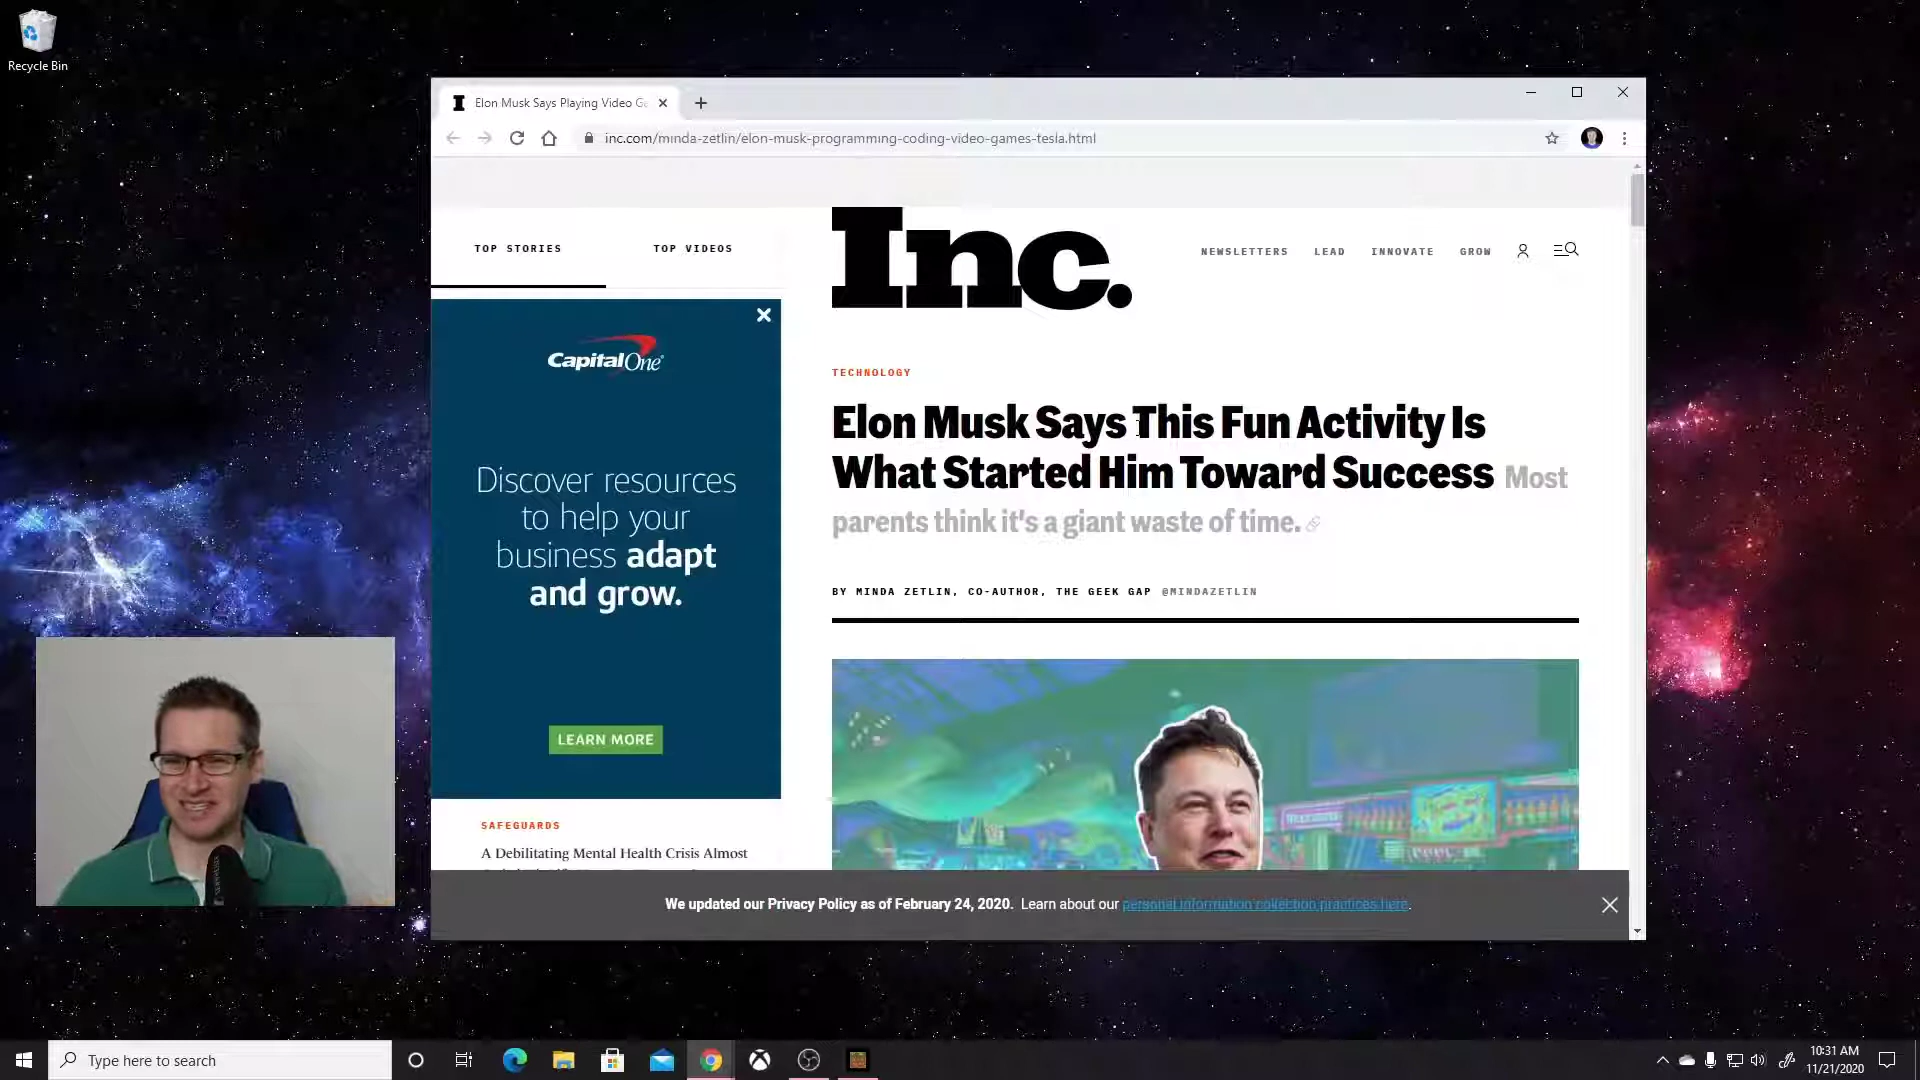 Recycle Bin
Elon Musk Says Playing Video Ga
inc.com/minda-zetlin/elon-musk-programming-coding-video-games-tesla.html
TOP STORIES
TOP VIDEOS
Inc.
NEWSLETTERS
LEAD
INNOVATE
GROW
CapitalOne
Discover resources
to help your
business adapt
and grow.
LEARN MORE
TECHNOLOGY
Elon Musk Says This Fun Activity Is
What Started Him Toward Success Most
parents think it's a giant waste of time.
BY MINDA ZETLIN, CO-AUTHOR, THE GEEK GAP @MINDAZETLIN
SAFEGUARDS
A Debilitating Mental Health Crisis Almost
We updated our Privacy Policy as of February 24, 2020. Learn about our personal information collection practices here.
Type here to search
10:31 AM
11/21/2020